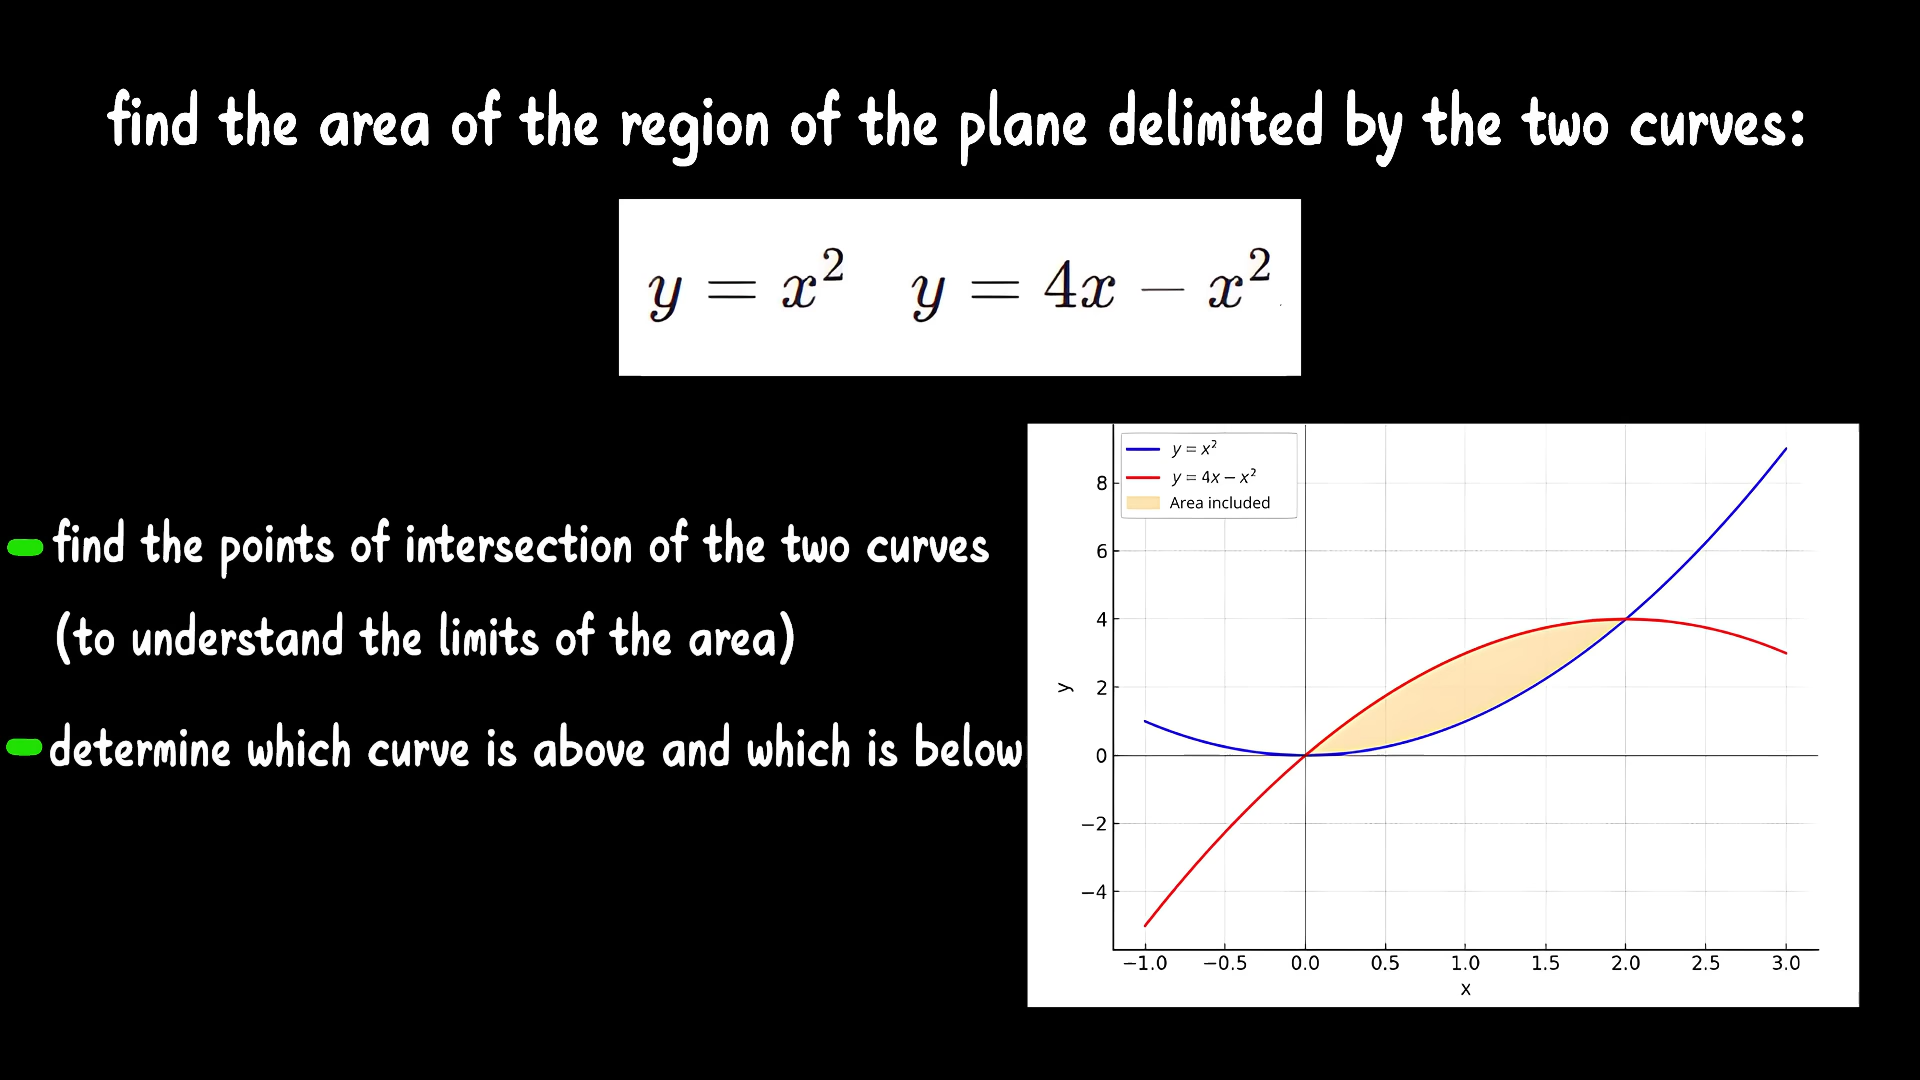 find the area of the region of the plane delimited by the two curves:
y = x² y = 4x − x²
find the points of intersection of the two curves
(to understand the limits of the area)
determine which curve is above and which is below
y = x²
y = 4x − x²
Area included
8
6
4
2
0
−2
−4
y
−1.0 −0.5 0.0 0.5 1.0 1.5 2.0 2.5 3.0
x